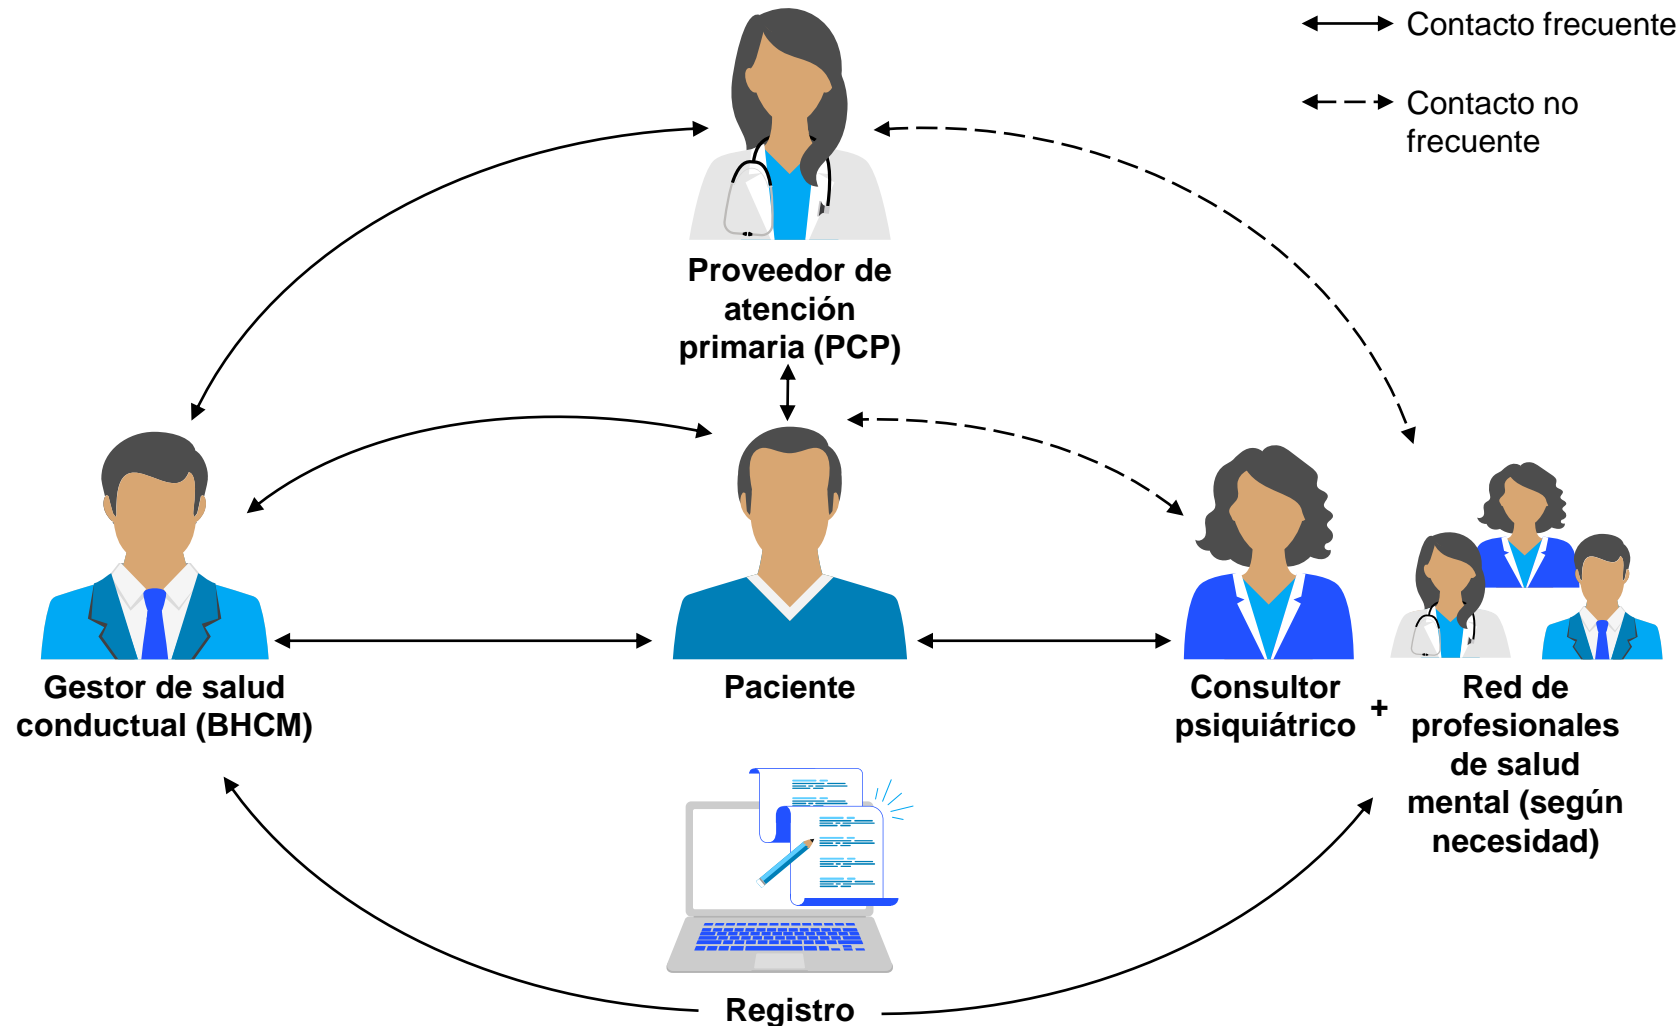 Contacto frecuente
Contacto no
frecuente
Proveedor de
atención
primaria (PCP)
Gestor de salud
conductual (BHCM)
Paciente
Consultor
psiquiátrico
+
Red de
profesionales
de salud
mental (según
necesidad)
Registro